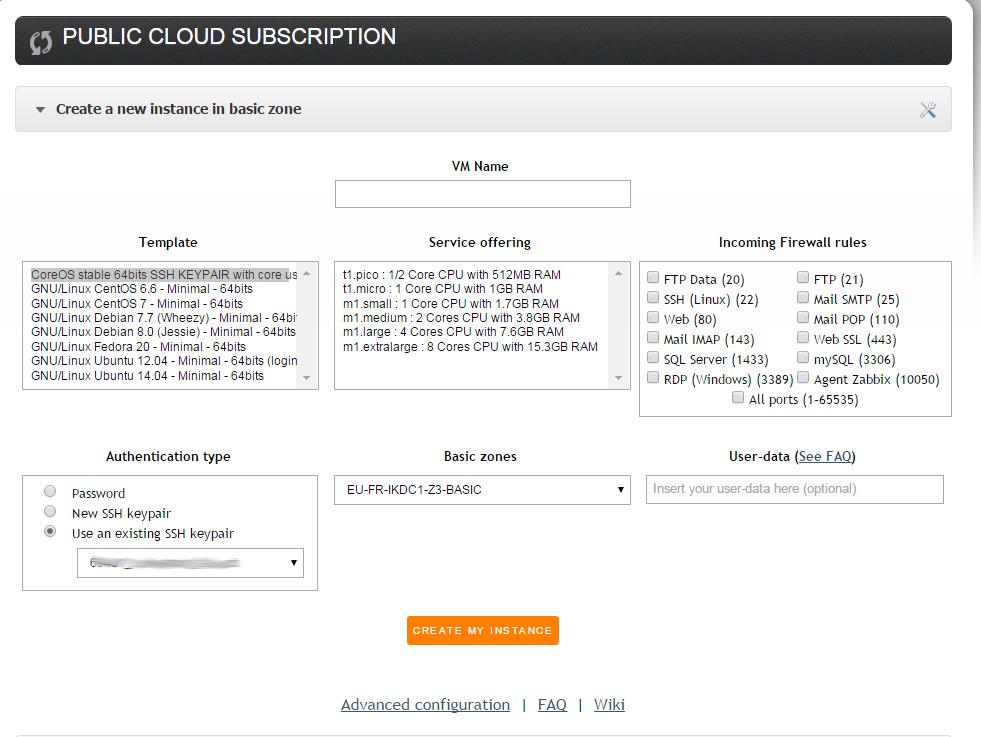 PUBLIC CLOUD SUBSCRIPTION
Create a new instance in basic zone
VM Name
Template
CoreOS stable 64bits SSH KEYPAIR with core us
GNU/Linux CentOS 6.6 - Minimal - 64bits
GNU/Linux CentOS 7 - Minimal - 64bits
GNU/Linux Debian 7.7 (Wheezy) - Minimal - 64bi
GNU/Linux Debian 8.0 (Jessie) - Minimal - 64bits
GNU/Linux Fedora 20 - Minimal - 64bits
GNU/Linux Ubuntu 12.04 - Minimal - 64bits (login
GNU/Linux Ubuntu 14.04 - Minimal - 64bits
Service offering
t1.pico : 1/2 Core CPU with 512MB RAM
t1.micro : 1 Core CPU with 1GB RAM
m1.small : 1 Core CPU with 1.7GB RAM
m1.medium : 2 Cores CPU with 3.8GB RAM
m1.large : 4 Cores CPU with 7.6GB RAM
m1.extralarge : 8 Cores CPU with 15.3GB RAM
Incoming Firewall rules
FTP Data (20) FTP (21)
SSH (Linux) (22) Mail SMTP (25)
Web (80) Mail POP (110)
Mail IMAP (143) Web SSL (443)
SQL Server (1433) mySQL (3306)
RDP (Windows) (3389) Agent Zabbix (10050)
All ports (1-65535)
Authentication type
Password
New SSH keypair
Use an existing SSH keypair
Basic zones
EU-FR-IKDC1-Z3-BASIC
User-data (See FAQ)
Insert your user-data here (optional)
CREATE MY INSTANCE
Advanced configuration | FAQ | Wiki